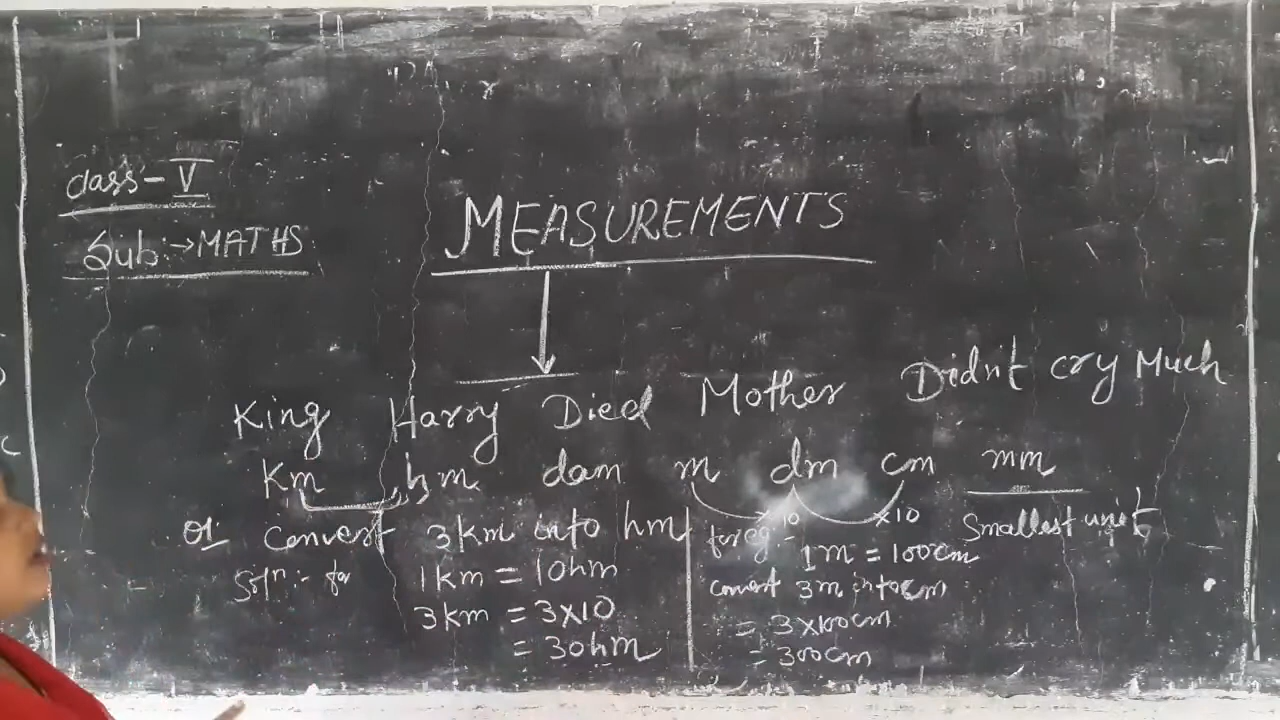 class - V
Sub :→ MATHS
MEASUREMENTS
King Harry Died Mother Didn't cry Much
Km hm dam m dm cm mm
×10 ×10
Smallest unit
Q1. Convert 3km into hm
Solⁿ :- for 1km = 10hm
3km = 3×10
= 30hm
for eg :-
1m = 100cm
convert 3m into cm
= 3×100cm
= 300cm